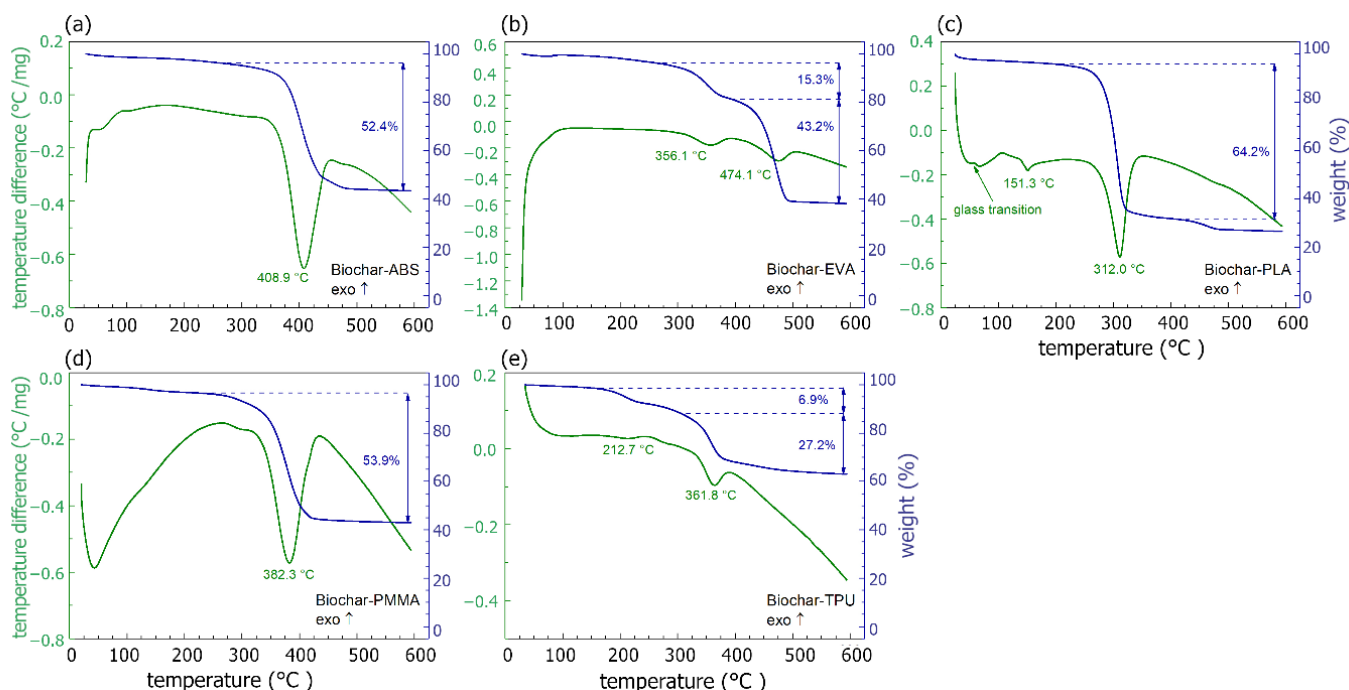 (a)
temperature difference (°C /mg)
0.2
0.0
−0.2
−0.4
−0.6
−0.8
100
80
60
40
20
0
52.4%
408.9 °C
Biochar-ABS
exo ↑
0 100 200 300 400 500 600
(b)
0.6
0.4
0.2
0.0
−0.2
−0.4
−0.6
−0.8
−1.0
−1.2
−1.4
100
80
60
40
20
0
15.3%
43.2%
356.1 °C
474.1 °C
Biochar-EVA
exo ↑
0 100 200 300 400 500 600
(c)
0.4
0.2
0.0
−0.2
−0.4
−0.6
−0.8
100
80
60
40
20
0
weight (%)
64.2%
151.3 °C
glass transition
312.0 °C
Biochar-PLA
exo ↑
0 100 200 300 400 500 600
temperature (°C )
(d)
temperature difference (°C /mg)
0.0
−0.2
−0.4
−0.6
−0.8
100
80
60
40
20
0
53.9%
382.3 °C
Biochar-PMMA
exo ↑
0 100 200 300 400 500 600
temperature (°C )
(e)
0.2
0.0
−0.2
−0.4
100
80
60
40
20
0
weight (%)
6.9%
27.2%
212.7 °C
361.8 °C
Biochar-TPU
exo ↑
0 100 200 300 400 500 600
temperature (°C )